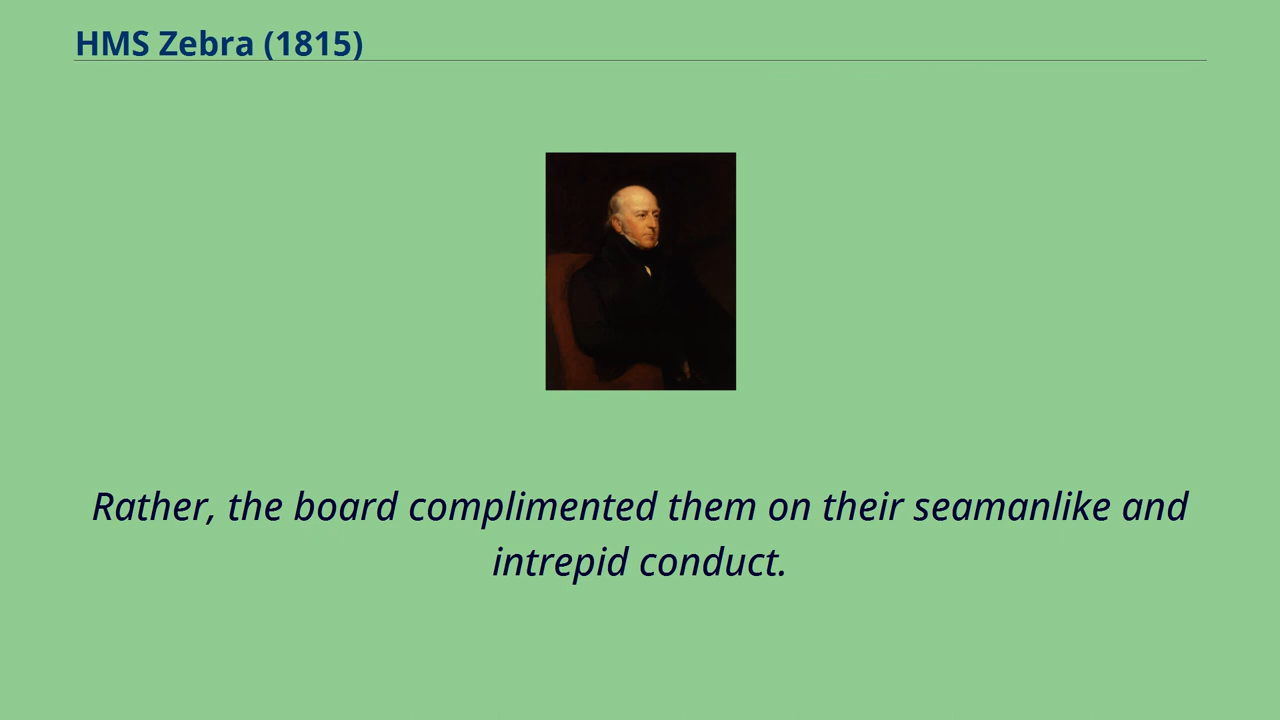 HMS Zebra (1815)
Rather, the board complimented them on their seamanlike and
intrepid conduct.